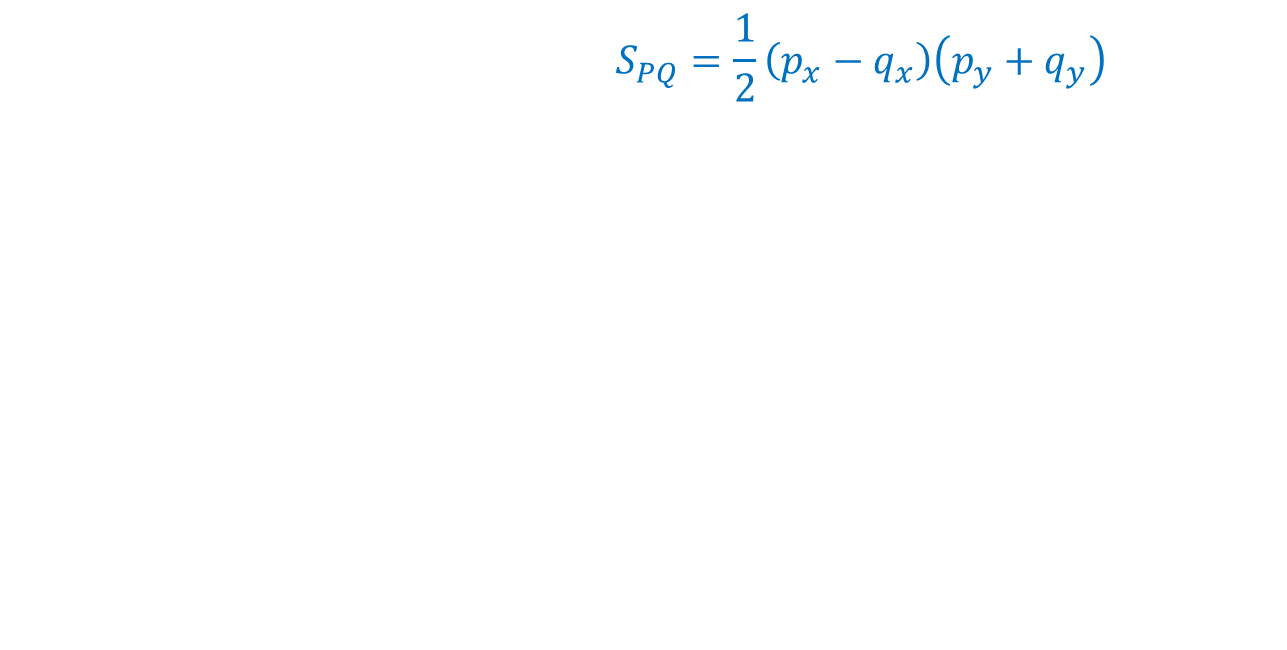 $S_{PQ} = \frac{1}{2}(p_x - q_x)(p_y + q_y)$